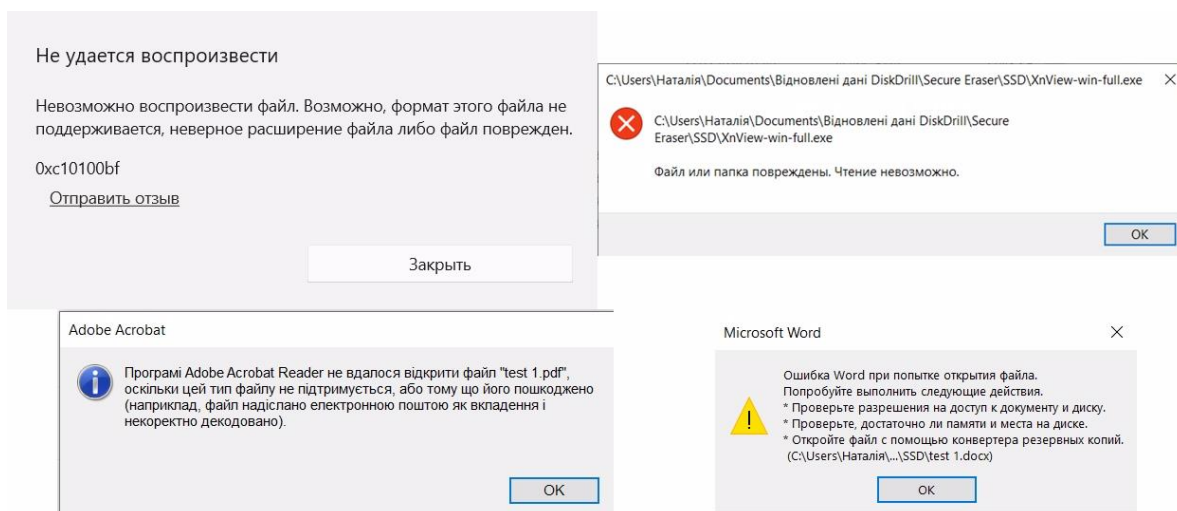 Не удается воспроизвести
Невозможно воспроизвести файл. Возможно, формат этого файла не
поддерживается, неверное расширение файла либо файл поврежден.
0xc10100bf
Отправить отзыв
Закрыть
C:\Users\Наталія\Documents\Відновлені дані DiskDrill\Secure Eraser\SSD\XnView-win-full.exe
C:\Users\Наталія\Documents\Відновлені дані DiskDrill\Secure
Eraser\SSD\XnView-win-full.exe
Файл или папка повреждены. Чтение невозможно.
ОК
Adobe Acrobat
Програмі Adobe Acrobat Reader не вдалося відкрити файл "test 1.pdf",
оскільки цей тип файлу не підтримується, або тому що його пошкоджено
(наприклад, файл надіслано електронною поштою як вкладення і
некоректно декодовано).
OK
Microsoft Word
Ошибка Word при попытке открытия файла.
Попробуйте выполнить следующие действия.
* Проверьте разрешения на доступ к документу и диску.
* Проверьте, достаточно ли памяти и места на диске.
* Откройте файл с помощью конвертера резервных копий.
(C:\Users\Наталія\...\SSD\test 1.docx)
ОК